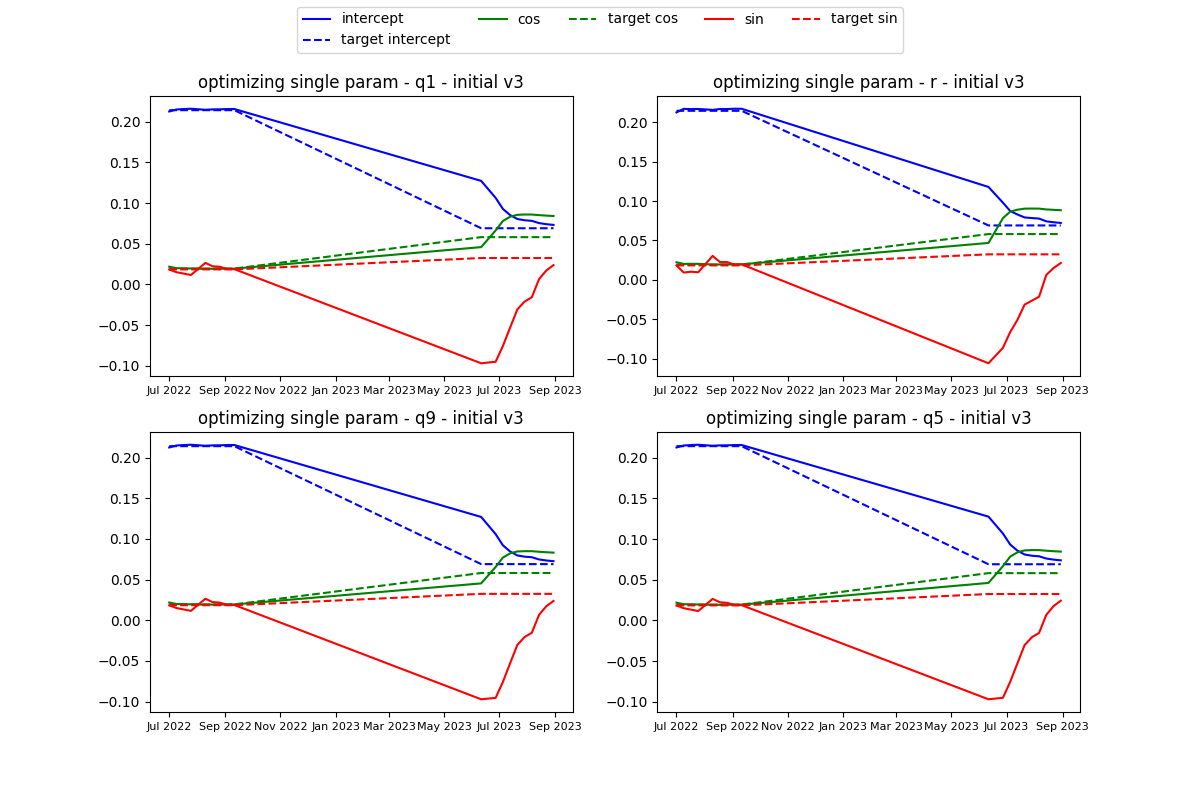 intercept cos target cos sin target sin
target intercept
optimizing single param - q1 - initial v3
0.20
0.15
0.10
0.05
0.00
−0.05
−0.10
Jul 2022 Sep 2022 Nov 2022 Jan 2023 Mar 2023 May 2023 Jul 2023 Sep 2023
optimizing single param - r - initial v3
0.20
0.15
0.10
0.05
0.00
−0.05
−0.10
Jul 2022 Sep 2022 Nov 2022 Jan 2023 Mar 2023 May 2023 Jul 2023 Sep 2023
optimizing single param - q9 - initial v3
0.20
0.15
0.10
0.05
0.00
−0.05
−0.10
Jul 2022 Sep 2022 Nov 2022 Jan 2023 Mar 2023 May 2023 Jul 2023 Sep 2023
optimizing single param - q5 - initial v3
0.20
0.15
0.10
0.05
0.00
−0.05
−0.10
Jul 2022 Sep 2022 Nov 2022 Jan 2023 Mar 2023 May 2023 Jul 2023 Sep 2023